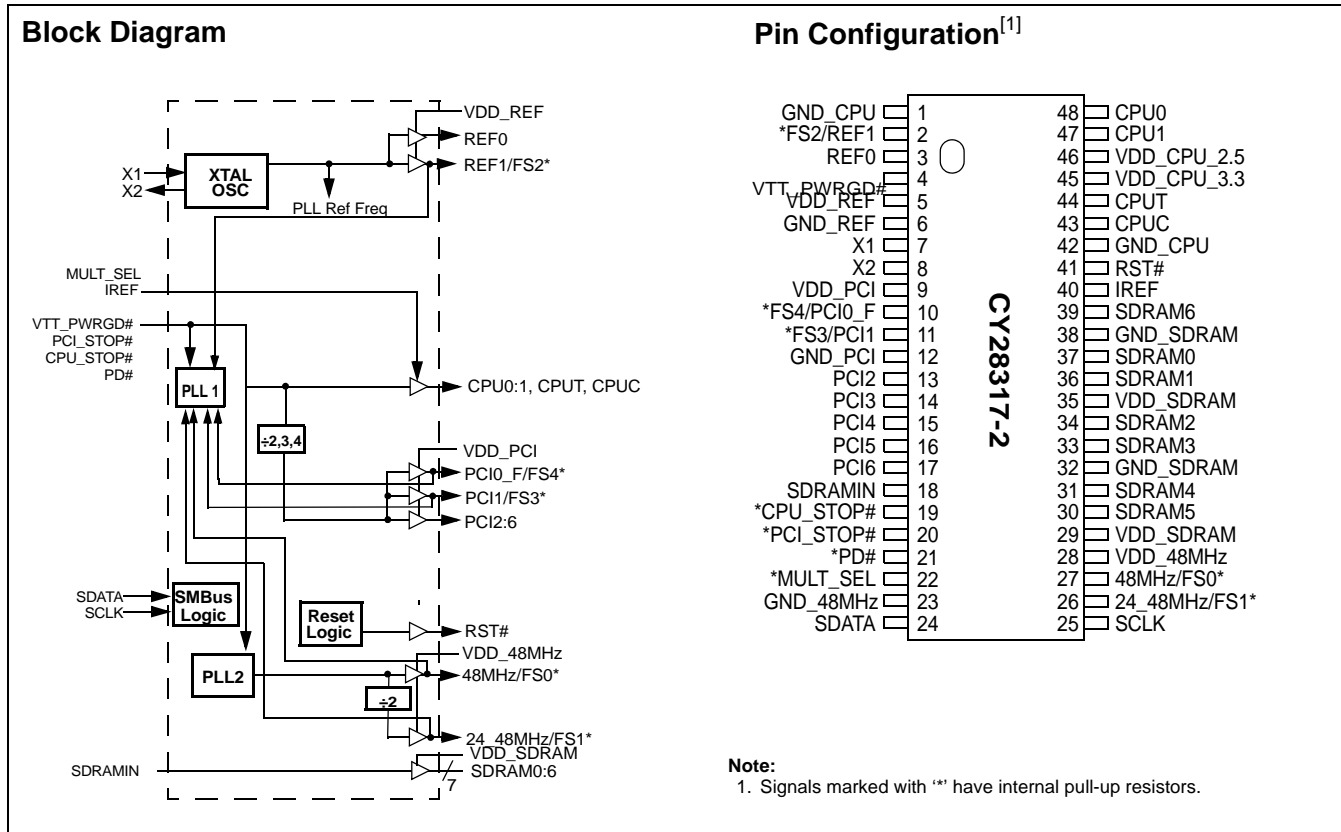 Block Diagram
VDD_REF
REF0
REF1/FS2*
X1
X2
XTAL
OSC
PLL Ref Freq
MULT_SEL
IREF
VTT_PWRGD#
PCI_STOP#
CPU_STOP#
PD#
PLL 1
CPU0:1, CPUT, CPUC
÷2,3,4
VDD_PCI
PCI0_F/FS4*
PCI1/FS3*
PCI2:6
SDATA
SCLK
SMBus
Logic
Reset
Logic
RST#
VDD_48MHz
PLL2
48MHz/FS0*
÷2
24_48MHz/FS1*
VDD_SDRAM
SDRAMIN
SDRAM0:6
7
Pin Configuration[1]
GND_CPU 1 48 CPU0
*FS2/REF1 2 47 CPU1
REF0 3 46 VDD_CPU_2.5
VTT_PWRGD# 4 45 VDD_CPU_3.3
VDD_REF 5 44 CPUT
GND_REF 6 43 CPUC
X1 7 42 GND_CPU
X2 8 41 RST#
VDD_PCI 9 40 IREF
*FS4/PCI0_F 10 39 SDRAM6
*FS3/PCI1 11 38 GND_SDRAM
GND_PCI 12 37 SDRAM0
PCI2 13 36 SDRAM1
PCI3 14 35 VDD_SDRAM
PCI4 15 34 SDRAM2
PCI5 16 33 SDRAM3
PCI6 17 32 GND_SDRAM
SDRAMIN 18 31 SDRAM4
*CPU_STOP# 19 30 SDRAM5
*PCI_STOP# 20 29 VDD_SDRAM
*PD# 21 28 VDD_48MHz
*MULT_SEL 22 27 48MHz/FS0*
GND_48MHz 23 26 24_48MHz/FS1*
SDATA 24 25 SCLK
CY28317-2
Note:
1. Signals marked with ‘*’ have internal pull-up resistors.